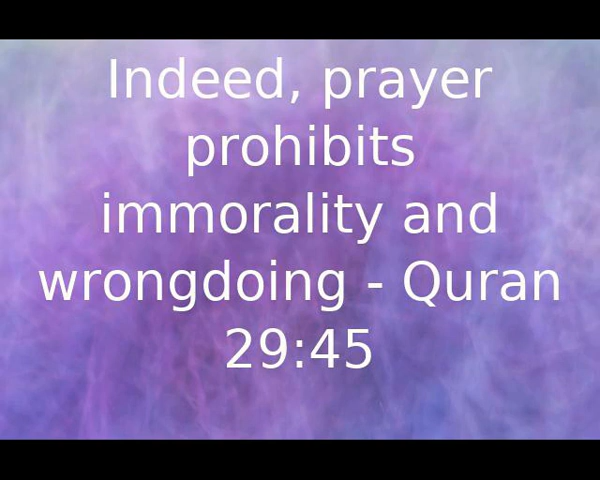 Indeed, prayer
prohibits
immorality and
wrongdoing - Quran
29:45